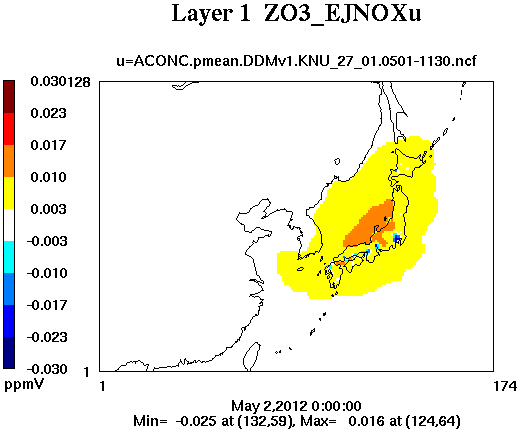 Layer 1 ZO3_EJNOXu
u=ACONC.pmean.DDMv1.KNU_27_01.0501-1130.ncf
0.030
0.023
0.017
0.010
0.003
-0.003
-0.010
-0.017
-0.023
-0.030
ppmV
128
1
1
174
May 2,2012 0:00:00
Min= -0.025 at (132,59), Max= 0.016 at (124,64)